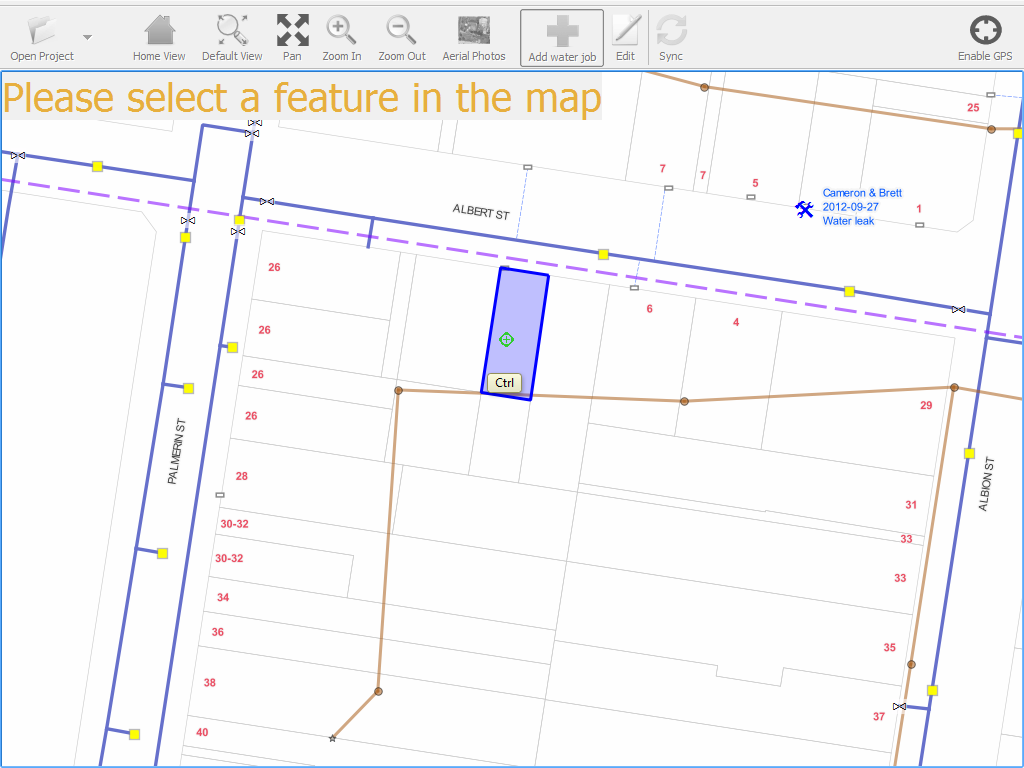 Open Project
Home View
Default View
Pan
Zoom In
Zoom Out
Aerial Photos
Add water job
Edit
Sync
Enable GPS
Please select a feature in the map
25
7
7
5
1
Cameron & Brett
2012-09-27
Water leak
ALBERT ST
26
6
4
26
26
Ctrl
29
26
PALMERIN ST
28
ALBION ST
31
30-32
33
30-32
33
34
36
35
38
37
40